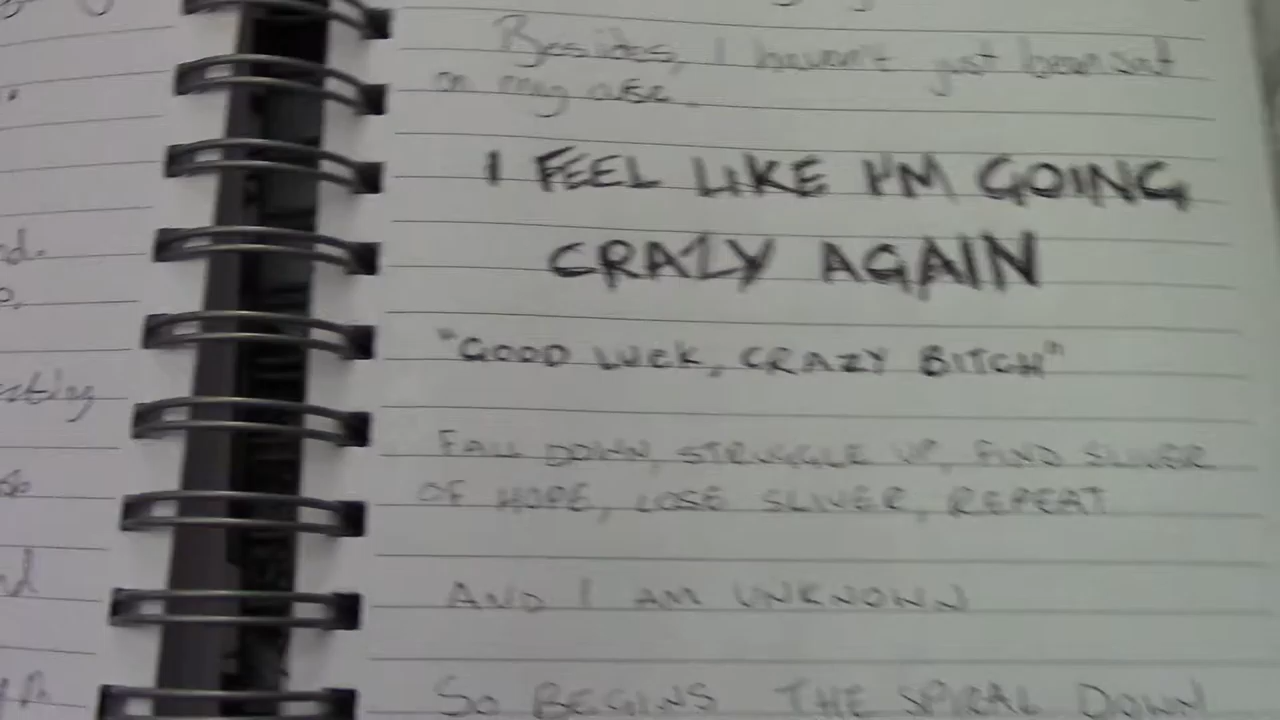 Besides, I haven't just been sat
on my arse.
I FEEL LIKE I'M GOING
CRAZY AGAIN
"GOOD LUCK, CRAZY BITCH"
FALL DOWN, STRUGGLE UP, FIND SLIVER
OF HOPE, LOSE SLIVER, REPEAT
AND I AM UNKNOWN
SO BEGINS THE SPIRAL DOWN